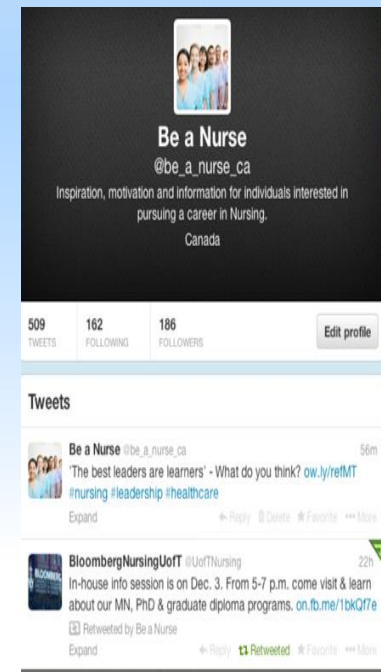 Be a Nurse
@be_a_nurse_ca
Inspiration, motivation and information for individuals interested in
pursuing a career in Nursing.
Canada
509 162 186
TWEETS FOLLOWING FOLLOWERS Edit profile
Tweets
Be a Nurse @be_a_nurse_ca 56m
'The best leaders are learners' - What do you think? ow.ly/refMT
#nursing #leadership #healthcare
Expand Reply Delete Favorite More
BloombergNursingUofT @UofTNursing 22h
In-house info session is on Dec. 3. From 5-7 p.m. come visit & learn
about our MN, PhD & graduate diploma programs. on.fb.me/1bkQf7e
Retweeted by Be a Nurse
Expand Reply Retweeted Favorite More